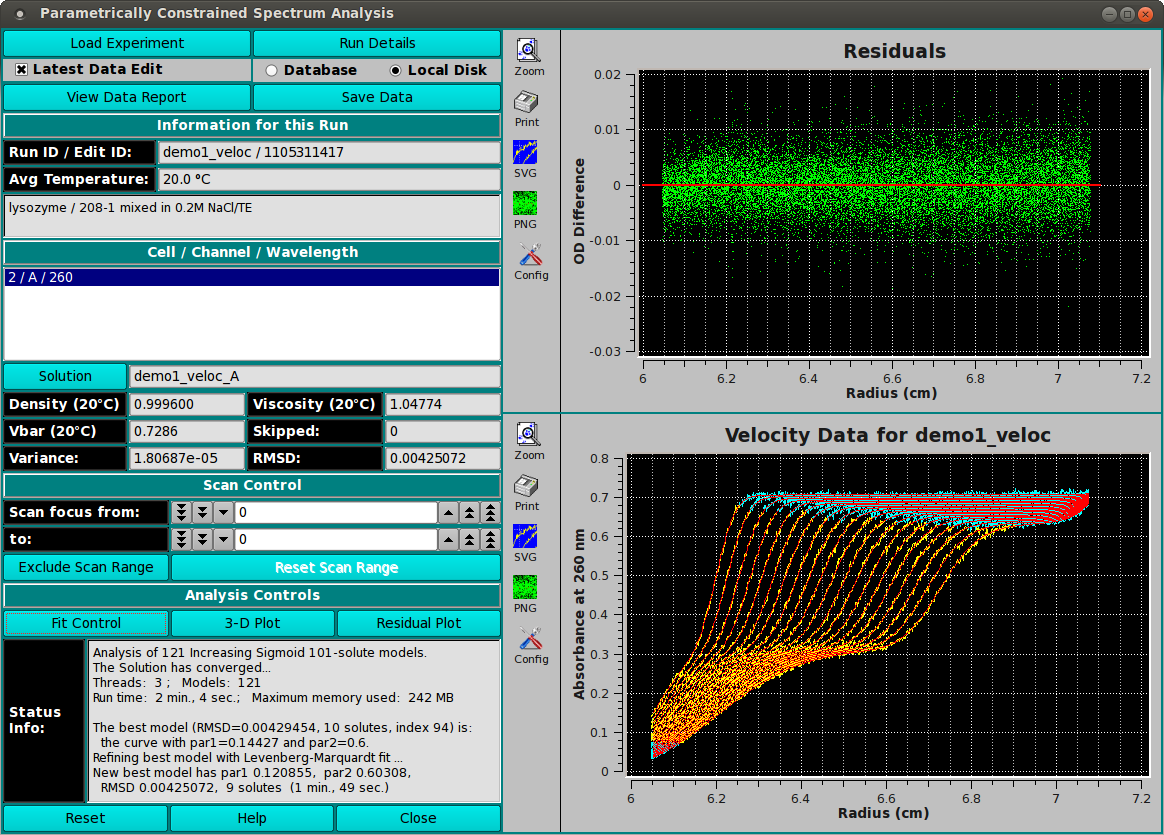 Parametrically Constrained Spectrum Analysis
Load Experiment
Run Details
Latest Data Edit
Database
Local Disk
View Data Report
Save Data
Information for this Run
Run ID / Edit ID:
demo1_veloc / 1105311417
Avg Temperature:
20.0 °C
lysozyme / 208-1 mixed in 0.2M NaCl/TE
Cell / Channel / Wavelength
2 / A / 260
Solution
demo1_veloc_A
Density (20°C)
0.999600
Viscosity (20°C)
1.04774
Vbar (20°C)
0.7286
Skipped:
0
Variance:
1.80687e-05
RMSD:
0.00425072
Scan Control
Scan focus from:
0
to:
0
Exclude Scan Range
Reset Scan Range
Analysis Controls
Fit Control
3-D Plot
Residual Plot
Status
Info:
Analysis of 121 Increasing Sigmoid 101-solute models.
The Solution has converged...
Threads:  3 ;   Models:  121
Run time:  2 min., 4 sec.;   Maximum memory used:  242 MB
The best model (RMSD=0.00429454, 10 solutes, index 94) is:
the curve with par1=0.14427 and par2=0.6.
Refining best model with Levenberg-Marquardt fit ...
New best model has par1 0.120855,  par2 0.60308,
RMSD 0.00425072,  9 solutes  (1 min., 49 sec.)
Reset
Help
Close
Zoom
Print
SVG
PNG
Config
Residuals
OD Difference
0.02
0.01
0
-0.01
-0.02
-0.03
6
6.2
6.4
6.6
6.8
7
7.2
Radius (cm)
Zoom
Print
SVG
PNG
Config
Velocity Data for demo1_veloc
Absorbance at 260 nm
0.8
0.7
0.6
0.5
0.4
0.3
0.2
0.1
0
6
6.2
6.4
6.6
6.8
7
7.2
Radius (cm)